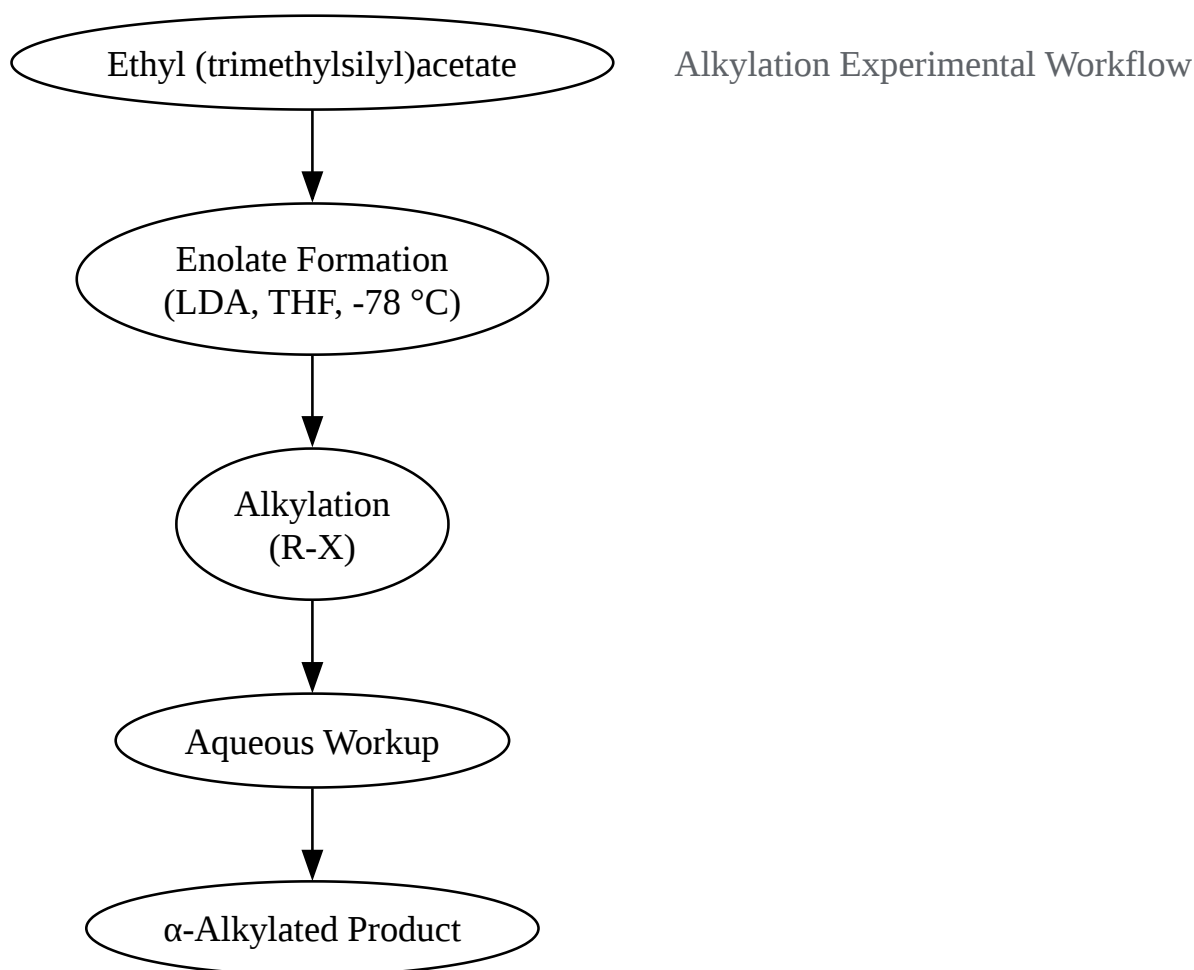 Ethyl (trimethylsilyl)acetate
Alkylation Experimental Workflow
Enolate Formation
(LDA, THF, -78 °C)
Alkylation
(R-X)
Aqueous Workup
α-Alkylated Product